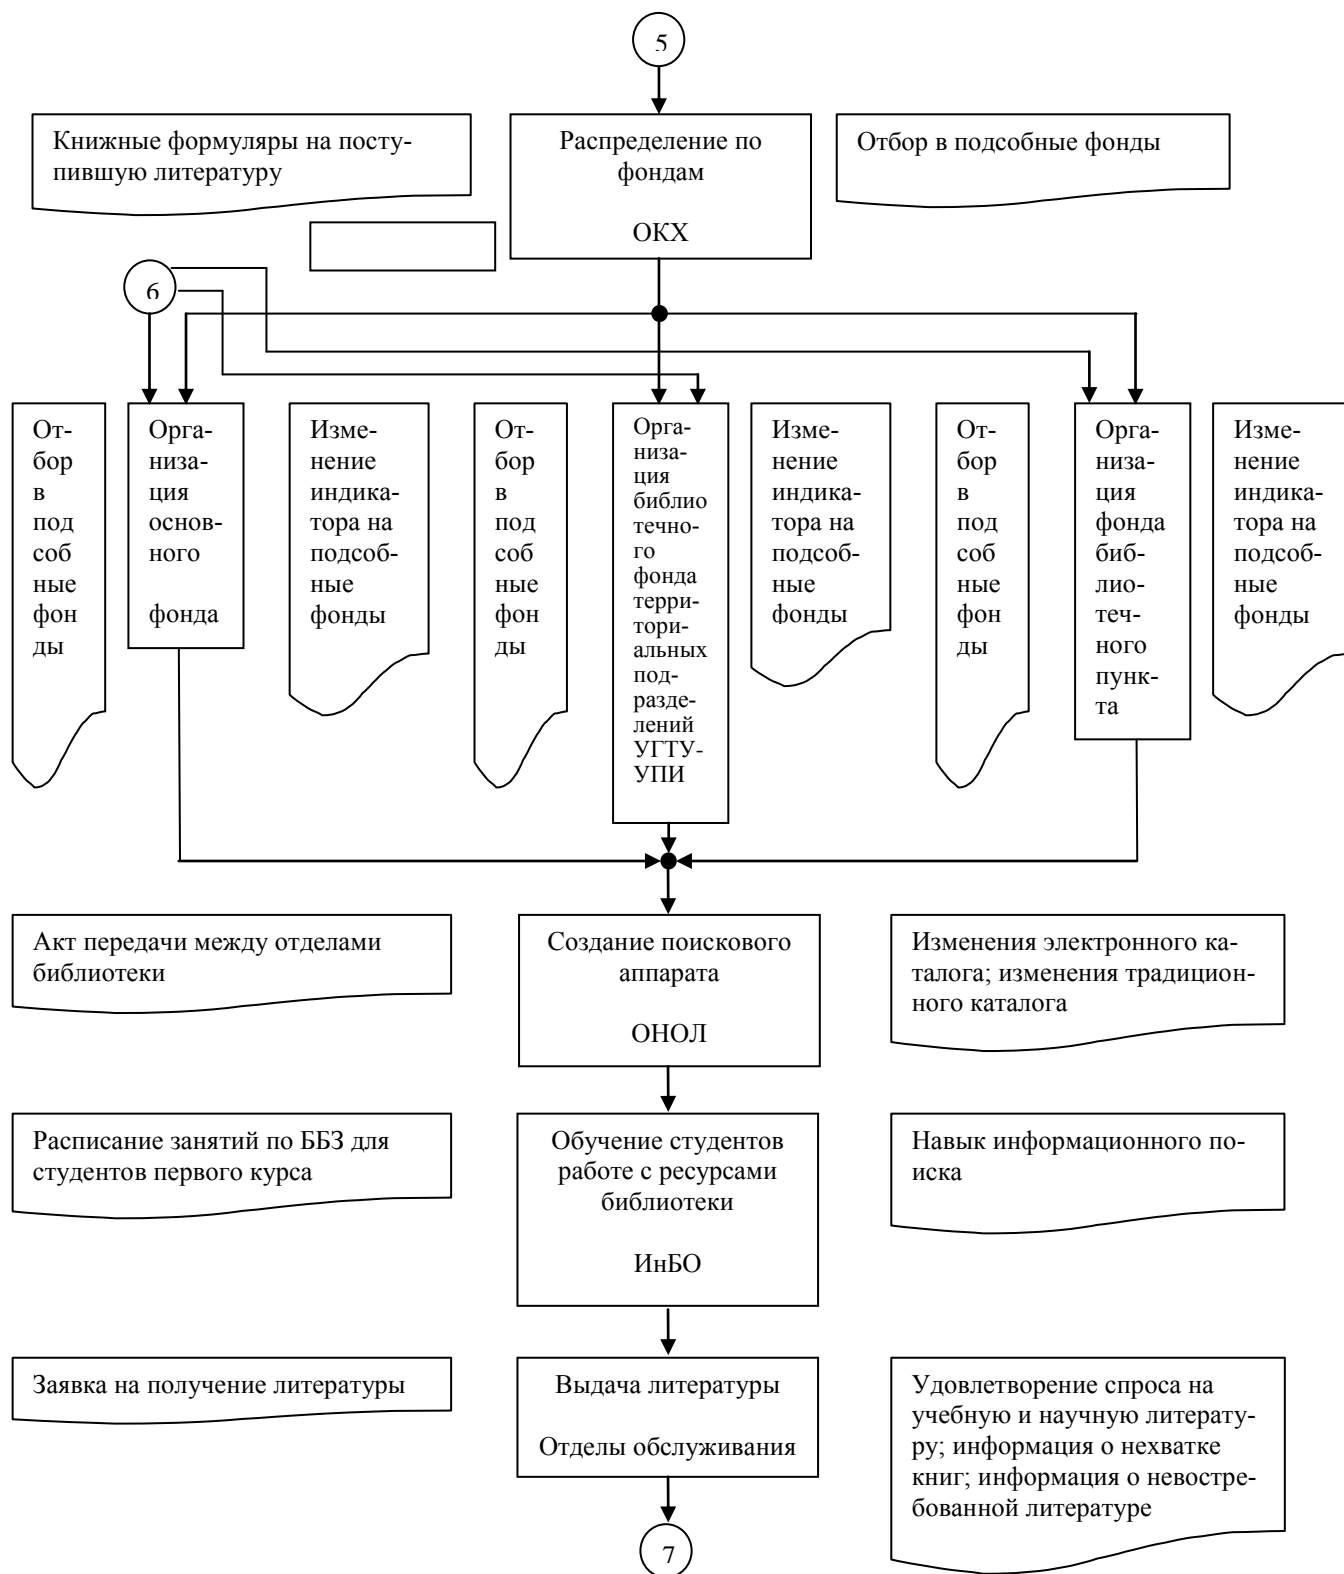 5
Книжные формуляры на посту-
пившую литературу
Распределение по
фондам
ОКХ
Отбор в подсобные фонды
6
От-
бор
в
под
соб
ные
фон
ды
Орга-
низа-
ция
основ-
ного
фонда
Изме-
нение
индика-
тора на
подсоб-
ные
фонды
От-
бор
в
под
соб
ные
фон
ды
Орга-
низа-
ция
библио
течно-
го
фонда
терри-
тори-
альных
под-
разде-
лений
УГТУ-
УПИ
Изме-
нение
индика-
тора на
подсоб-
ные
фонды
От-
бор
в
под
соб
ные
фон
ды
Орга-
низа-
ция
фонда
биб-
лио-
теч-
ного
пунк-
та
Изме-
нение
индика-
тора на
подсоб-
ные
фонды
Акт передачи между отделами
библиотеки
Создание поискового
аппарата
ОНОЛ
Изменения электронного ка-
талога; изменения традицион-
ного каталога
Расписание занятий по ББЗ для
студентов первого курса
Обучение студентов
работе с ресурсами
библиотеки
ИнБО
Навык информационного по-
иска
Заявка на получение литературы
Выдача литературы
Отделы обслуживания
Удовлетворение спроса на
учебную и научную литерату-
ру; информация о нехватке
книг; информация о невостре-
бованной литературе
7